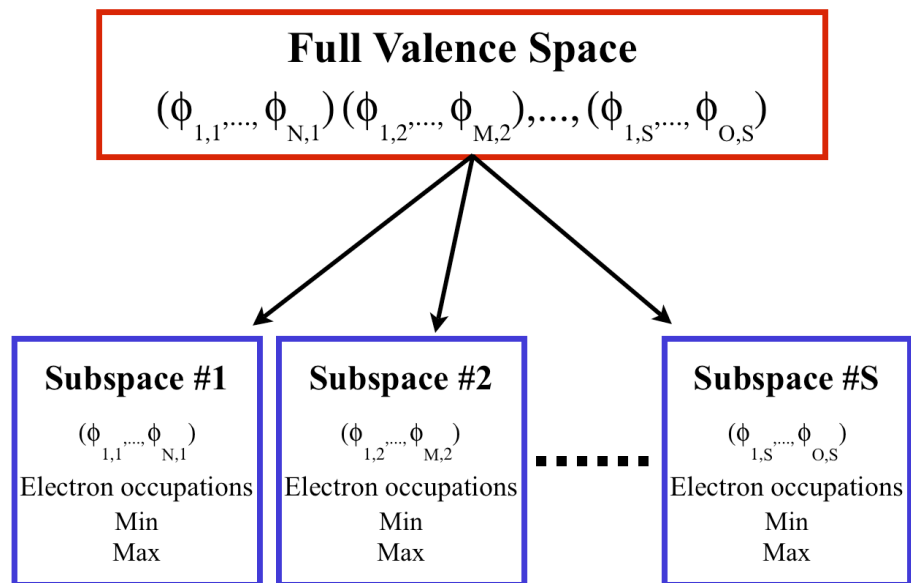 Full Valence Space
(ϕ1,1,..., ϕN,1)(ϕ1,2,..., ϕM,2),...,(ϕ1,S,..., ϕO,S)
Subspace #1
(ϕ1,1,..., ϕN,1)
Electron occupations
Min
Max
Subspace #2
(ϕ1,2,..., ϕM,2)
Electron occupations
Min
Max
Subspace #S
(ϕ1,S,..., ϕO,S)
Electron occupations
Min
Max